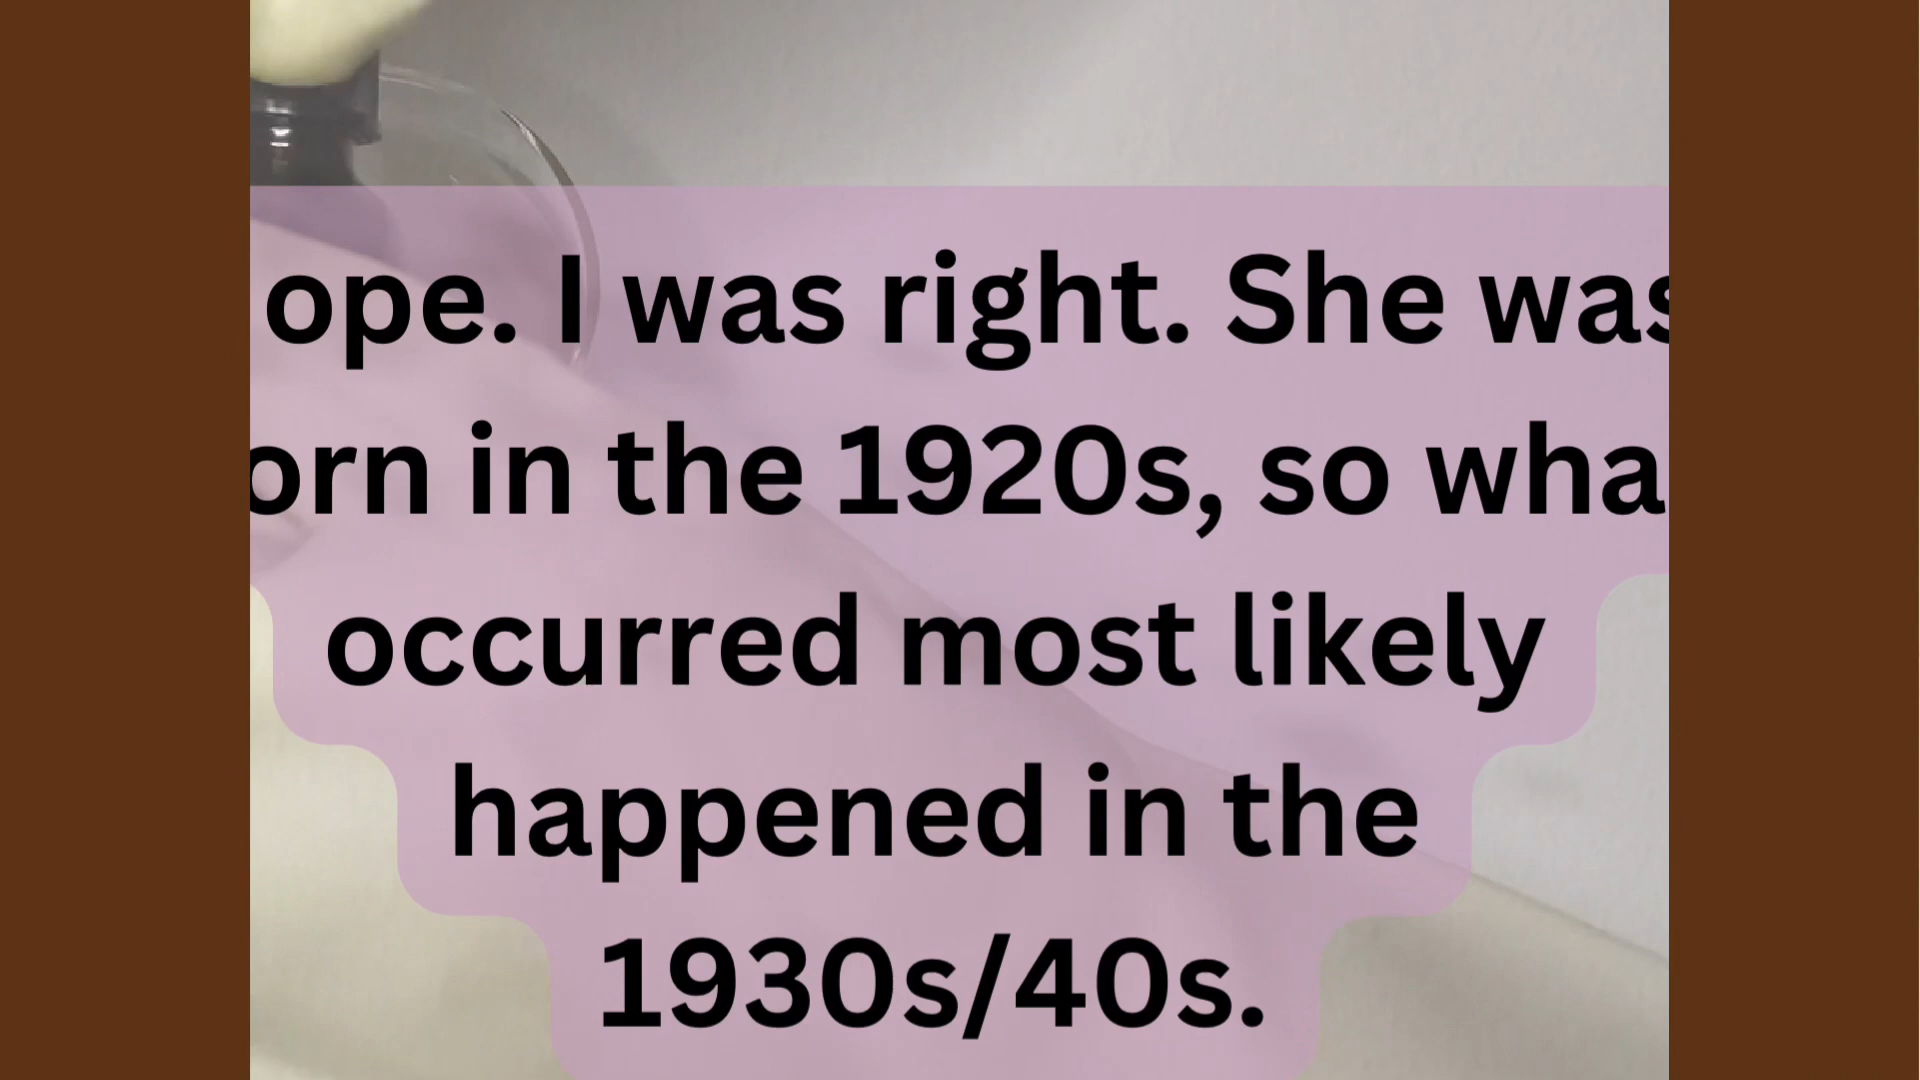 ope. I was right. She was
orn in the 1920s, so wha
occurred most likely
happened in the
1930s/40s.